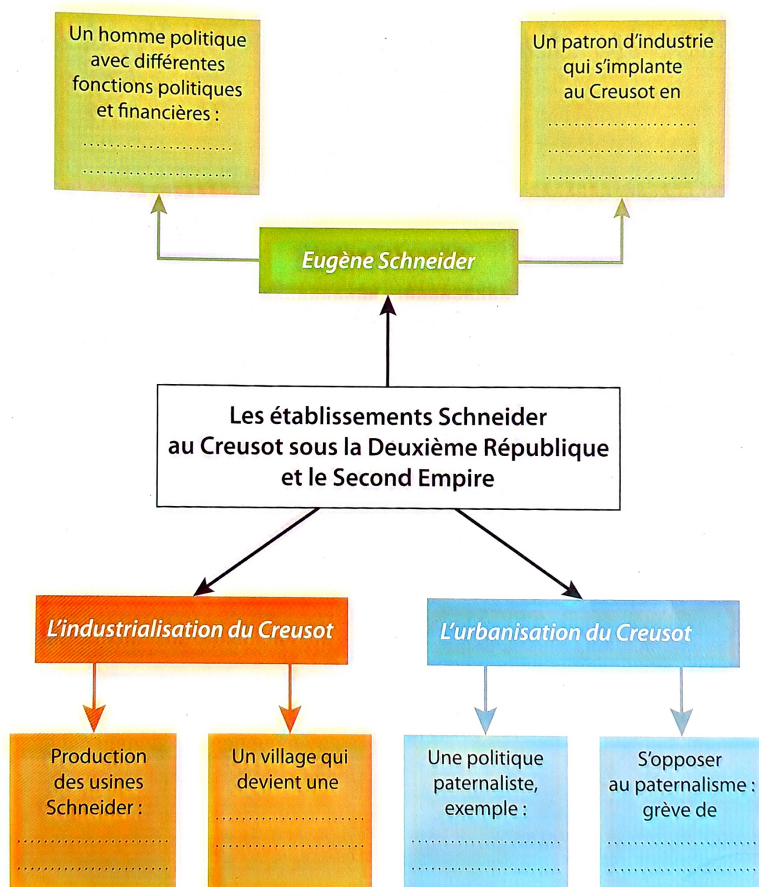 Un homme politique
avec différentes
fonctions politiques
et financières :
................................
................................
Un patron d'industrie
qui s'implante
au Creusot en
................................
................................
................................
Eugène Schneider
Les établissements Schneider
au Creusot sous la Deuxième République
et le Second Empire
L'industrialisation du Creusot
L'urbanisation du Creusot
Production
des usines
Schneider :
................................
................................
Un village qui
devient une
................................
................................
Une politique
paternaliste,
exemple :
................................
................................
S'opposer
au paternalisme :
grève de
................................
................................